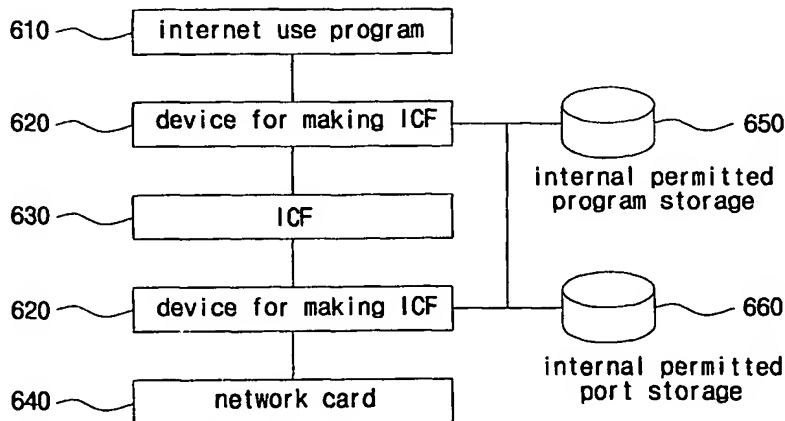 610
internet use program
620
device for making ICF
650
internal permitted
program storage
630
ICF
620
device for making ICF
660
internal permitted
port storage
640
network card